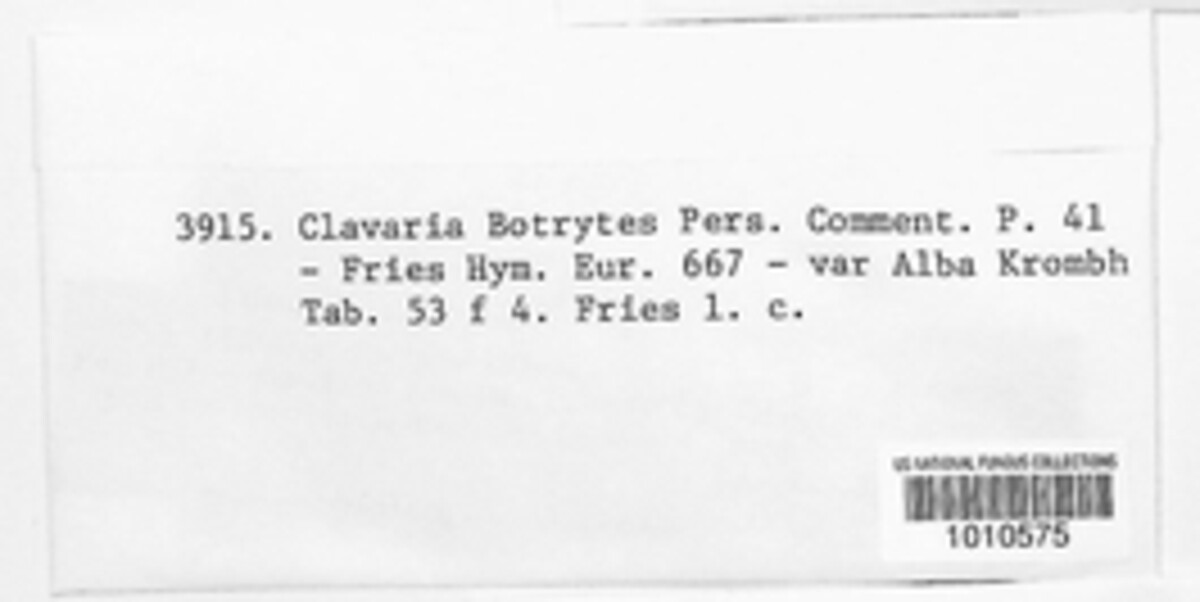 3915. Clavaria Botrytes Pers. Comment. P. 41
- Fries Hym. Eur. 667 - var Alba Krombh
Tab. 53 f 4. Fries l. c.
US NATIONAL FUNGUS COLLECTIONS
1010575